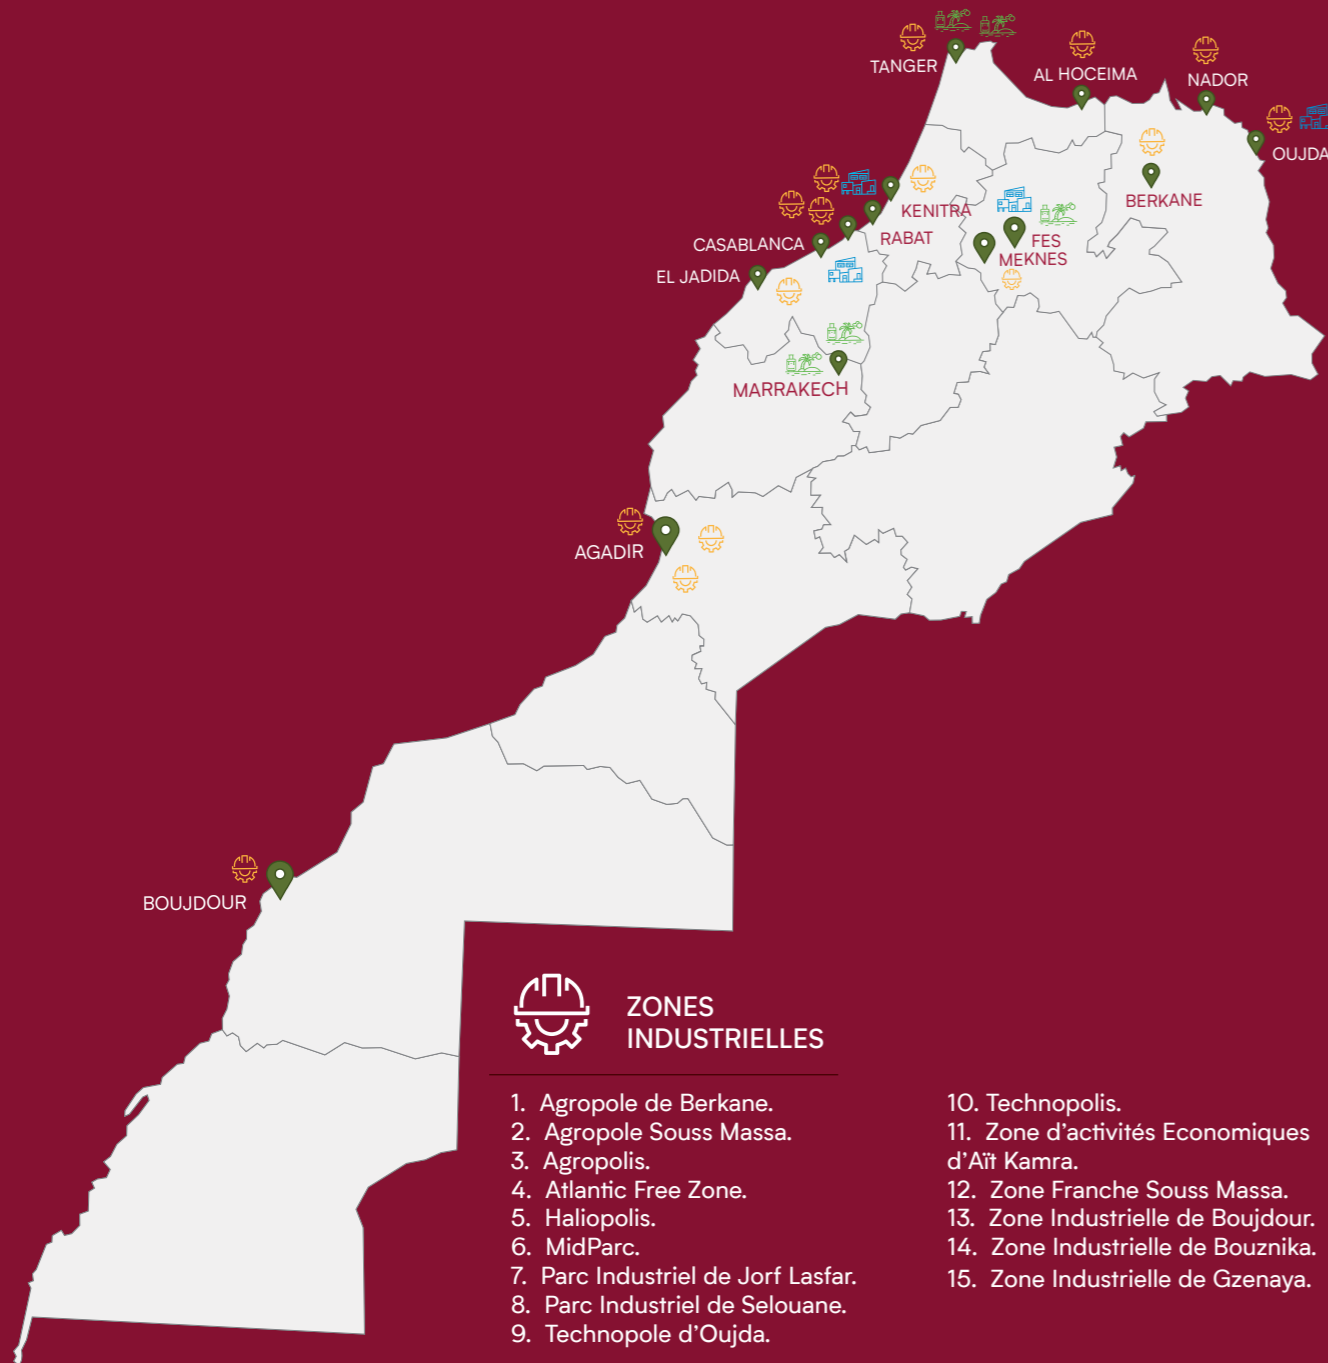 TANGER
AL HOCEIMA
NADOR
OUJDA
BERKANE
KENITRA
RABAT
CASABLANCA
EL JADIDA
FES
MEKNES
MARRAKECH
AGADIR
BOUJDOUR
ZONES
INDUSTRIELLES
1. Agropole de Berkane.
2. Agropole Souss Massa.
3. Agropolis.
4. Atlantic Free Zone.
5. Haliopolis.
6. MidParc.
7. Parc Industriel de Jorf Lasfar.
8. Parc Industriel de Selouane.
9. Technopole d’Oujda.
10. Technopolis.
11. Zone d’activités Economiques
d’Aït Kamra.
12. Zone Franche Souss Massa.
13. Zone Industrielle de Boujdour.
14. Zone Industrielle de Bouznika.
15. Zone Industrielle de Gzenaya.